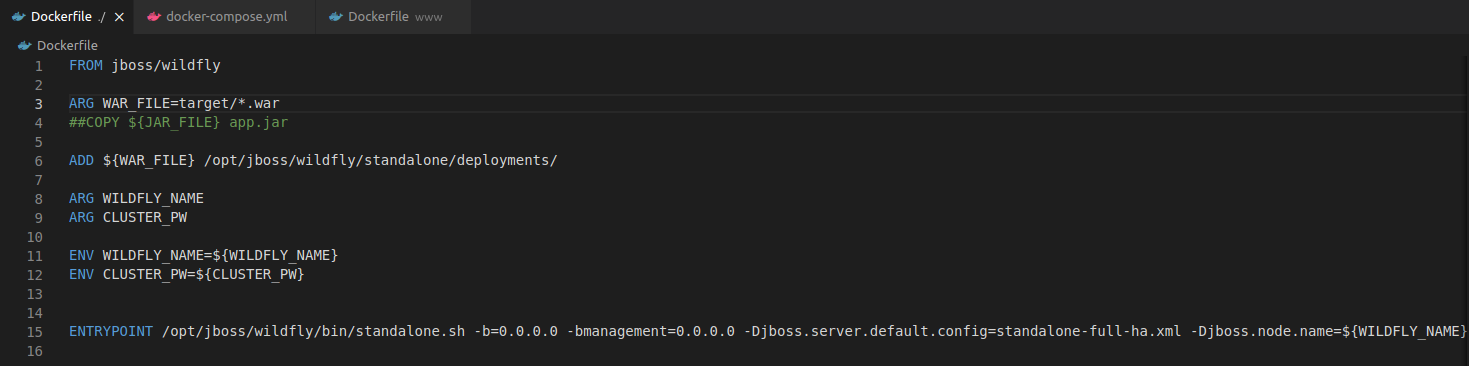 Dockerfile ./ × docker-compose.yml Dockerfile www
Dockerfile
1 FROM jboss/wildfly
2
3 ARG WAR_FILE=target/*.war
4 ##COPY ${JAR_FILE} app.jar
5
6 ADD ${WAR_FILE} /opt/jboss/wildfly/standalone/deployments/
7
8 ARG WILDFLY_NAME
9 ARG CLUSTER_PW
10
11 ENV WILDFLY_NAME=${WILDFLY_NAME}
12 ENV CLUSTER_PW=${CLUSTER_PW}
13
14
15 ENTRYPOINT /opt/jboss/wildfly/bin/standalone.sh -b=0.0.0.0 -bmanagement=0.0.0.0 -Djboss.server.default.config=standalone-full-ha.xml -Djboss.node.name=${WILDFLY_NAME}
16